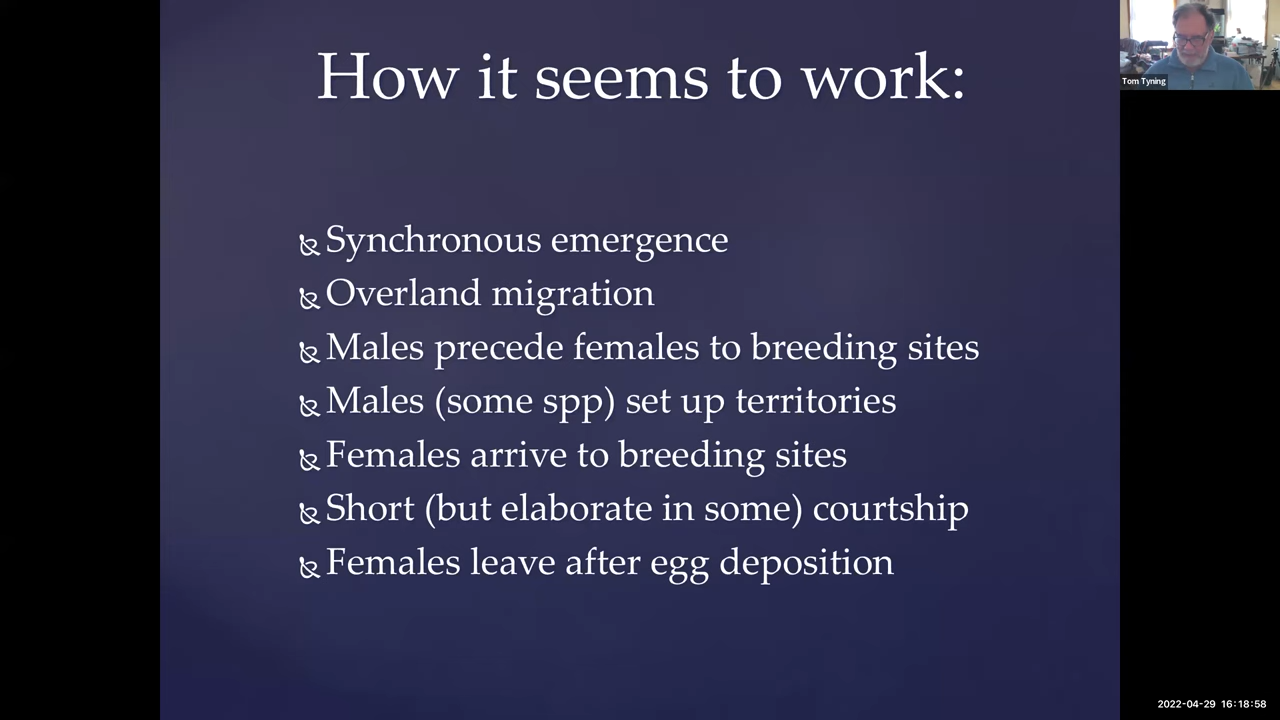 How it seems to work:
Tom Tyning
Synchronous emergence
Overland migration
Males precede females to breeding sites
Males (some spp) set up territories
Females arrive to breeding sites
Short (but elaborate in some) courtship
Females leave after egg deposition
2022-04-29 16:18:58